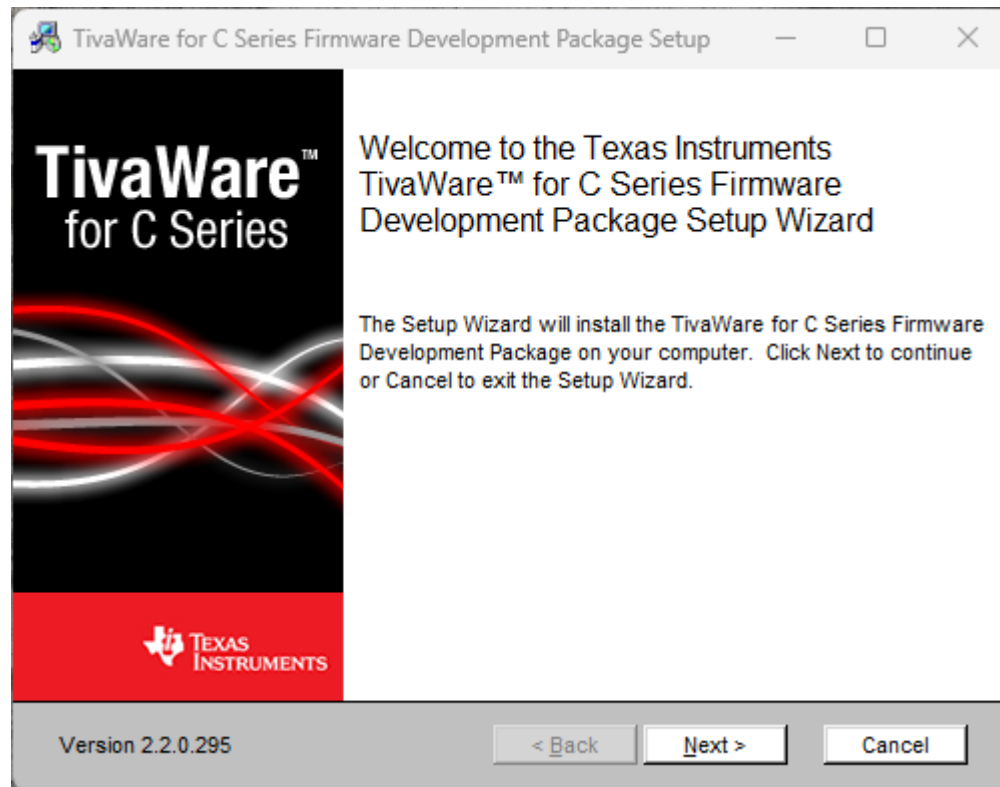 TivaWare for C Series Firmware Development Package Setup
TivaWare™
for C Series
Welcome to the Texas Instruments
TivaWare™ for C Series Firmware
Development Package Setup Wizard
The Setup Wizard will install the TivaWare for C Series Firmware
Development Package on your computer.  Click Next to continue
or Cancel to exit the Setup Wizard.
TEXAS
INSTRUMENTS
Version 2.2.0.295
< Back
Next >
Cancel